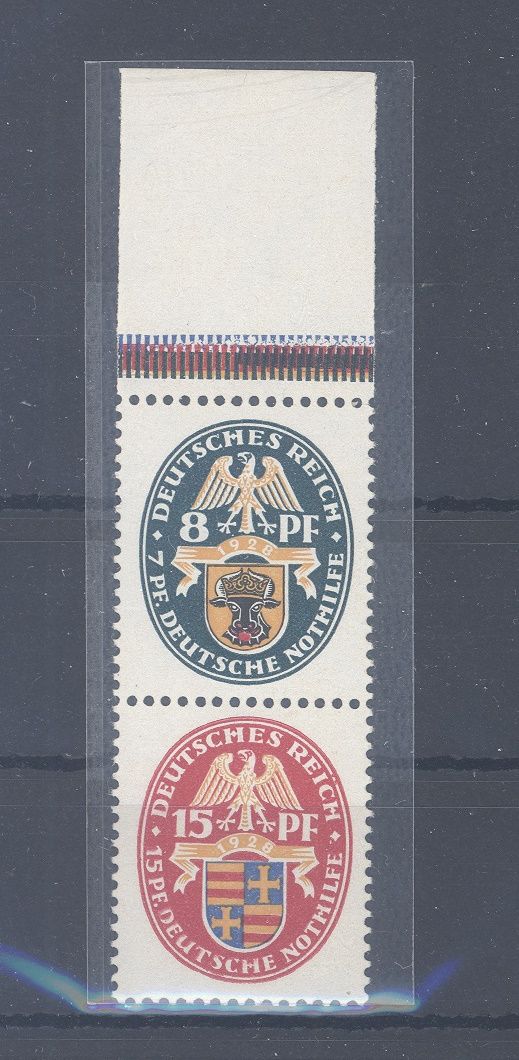 DEUTSCHES REICH
8 PF
1928
7 PF. DEUTSCHE NOTHILFE
DEUTSCHES REICH
15 PF
1928
15 PF. DEUTSCHE NOTHILFE